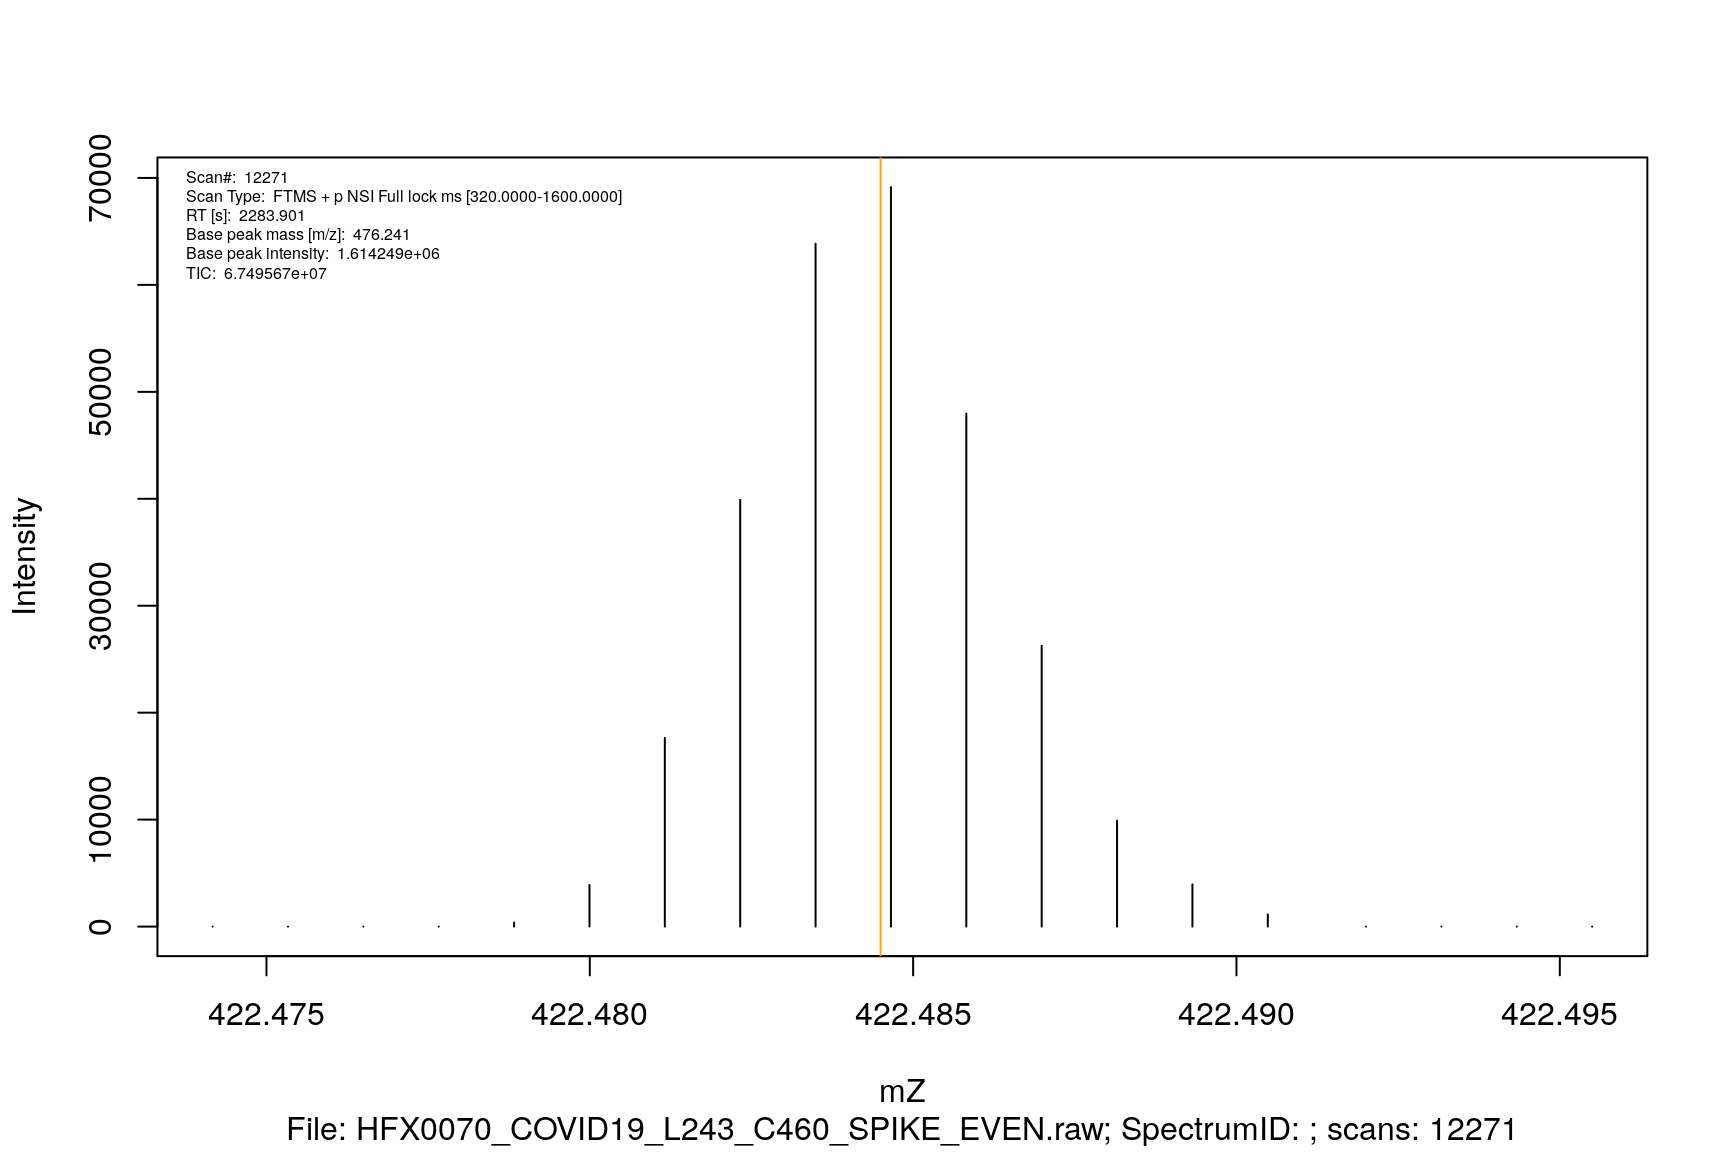 Scan#: 12271
Scan Type: FTMS + p NSI Full lock ms [320.0000-1600.0000]
RT [s]: 2283.901
Base peak mass [m/z]: 476.241
Base peak intensity: 1.614249e+06
TIC: 6.749567e+07
70000
50000
30000
10000
0
Intensity
422.475 422.480 422.485 422.490 422.495
mZ
File: HFX0070_COVID19_L243_C460_SPIKE_EVEN.raw; SpectrumID: ; scans: 12271